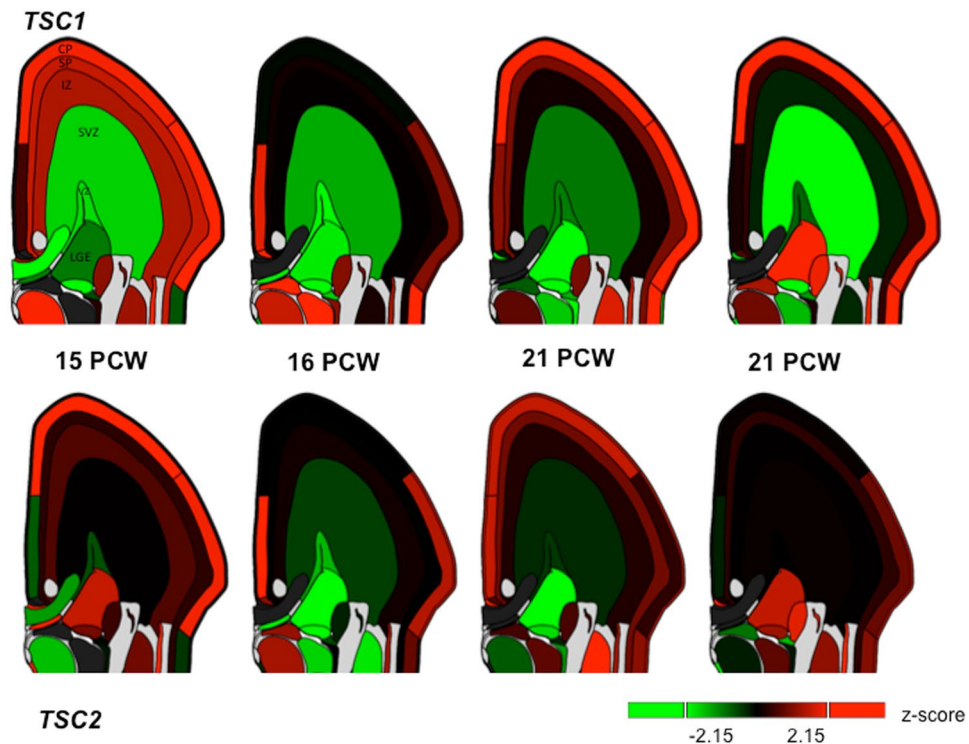 TSC1
CP
SP
IZ
SVZ
VZ
LGE
15 PCW 16 PCW 21 PCW 21 PCW
TSC2
z-score
-2.15 2.15